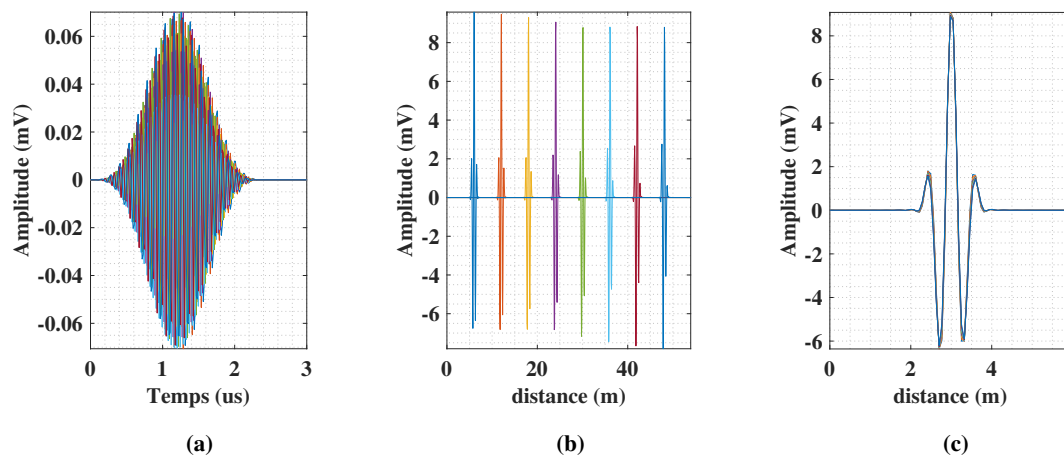 0.06
0.04
0.02
0
-0.02
-0.04
-0.06
Amplitude (mV)
0 1 2 3
Temps (us)
(a)
8
6
4
2
0
-2
-4
-6
Amplitude (mV)
0 20 40
distance (m)
(b)
8
6
4
2
0
-2
-4
-6
Amplitude (mV)
0 2 4
distance (m)
(c)